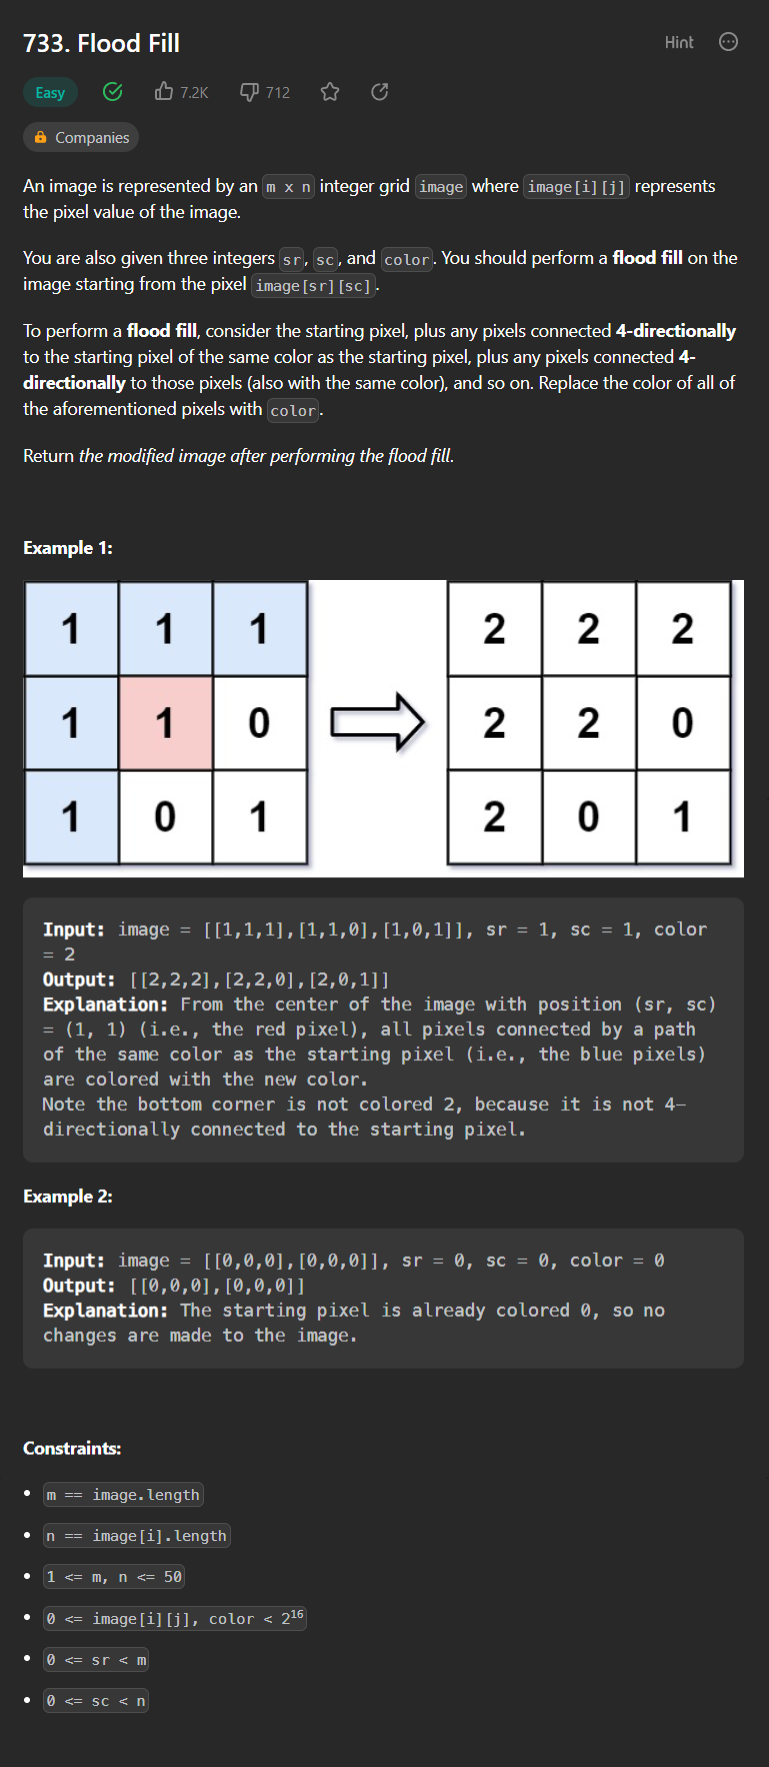 733. Flood Fill
Hint
Easy
7.2K
712
Companies
An image is represented by an m x n integer grid image where image[i][j] represents
the pixel value of the image.
You are also given three integers sr, sc, and color. You should perform a flood fill on the
image starting from the pixel image[sr][sc].
To perform a flood fill, consider the starting pixel, plus any pixels connected 4-directionally
to the starting pixel of the same color as the starting pixel, plus any pixels connected 4-
directionally to those pixels (also with the same color), and so on. Replace the color of all of
the aforementioned pixels with color.
Return the modified image after performing the flood fill.
Example 1:
1 1 1 2 2 2
1 1 0 2 2 0
1 0 1 2 0 1
Input: image = [[1,1,1],[1,1,0],[1,0,1]], sr = 1, sc = 1, color
= 2
Output: [[2,2,2],[2,2,0],[2,0,1]]
Explanation: From the center of the image with position (sr, sc)
= (1, 1) (i.e., the red pixel), all pixels connected by a path
of the same color as the starting pixel (i.e., the blue pixels)
are colored with the new color.
Note the bottom corner is not colored 2, because it is not 4-
directionally connected to the starting pixel.
Example 2:
Input: image = [[0,0,0],[0,0,0]], sr = 0, sc = 0, color = 0
Output: [[0,0,0],[0,0,0]]
Explanation: The starting pixel is already colored 0, so no
changes are made to the image.
Constraints:
• m == image.length
• n == image[i].length
• 1 <= m, n <= 50
• 0 <= image[i][j], color < 2¹⁶
• 0 <= sr < m
• 0 <= sc < n